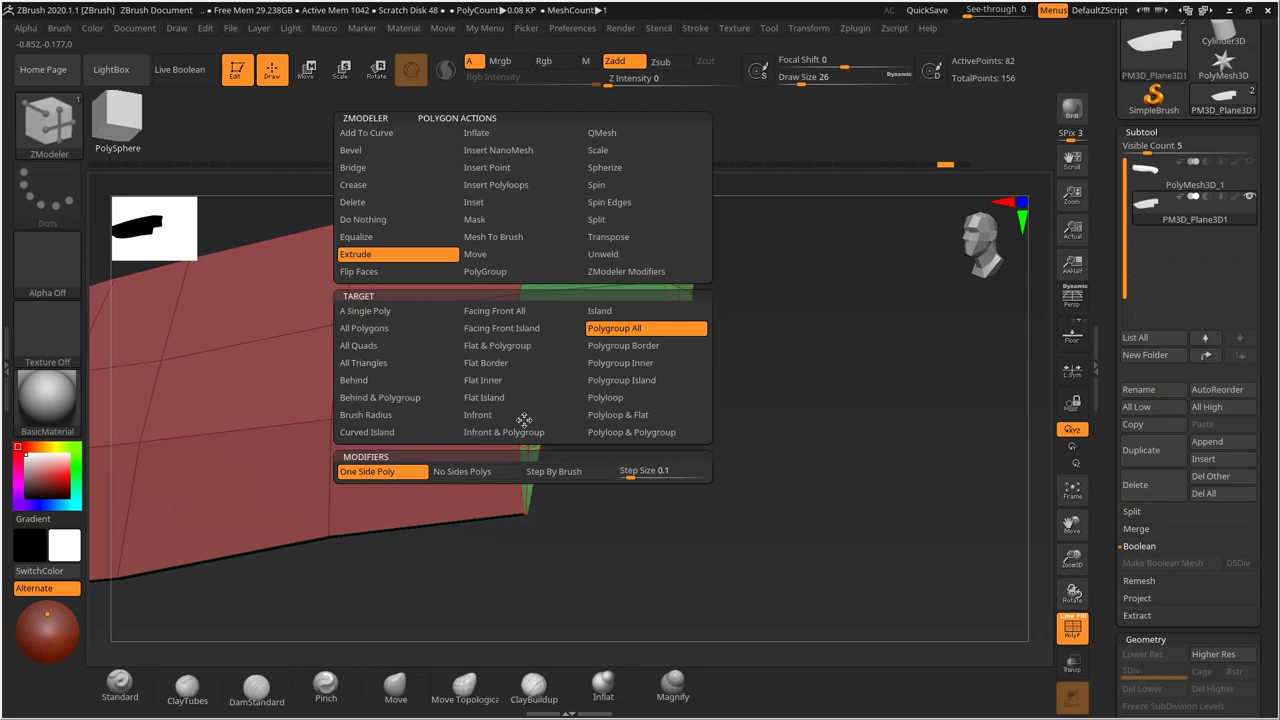 ZBrush 2020.1.1 [ZBrush] ZBrush Document .. ● Free Mem 29.238GB ● Active Mem 1042 ● Scratch Disk 48 ● PolyCount▶0.08 KP ● MeshCount▶1 AC QuickSave See-through 0 Menus DefaultZScript
Alpha Brush Color Document Draw Edit File Layer Light Macro Marker Material Movie My Menu Picker Preferences Render Stencil Stroke Texture Tool Transform Zplugin Zscript Help
-0.852,-0.177,0
Home Page LightBox Live Boolean Edit Draw Move Scale Rotate A Mrgb Rgb M Zadd Zsub Zcut Focal Shift 0 ActivePoints: 82
Rgb Intensity Z Intensity 0 S Draw Size 26 Dynamic D TotalPoints: 156
2
Cylinder3D
PM3D_Plane3D1 PolyMesh3D
2
SimpleBrush PM3D_Plane3D1
1
ZModeler PolySphere
Dots
Alpha Off
Texture Off
BasicMaterial
Gradient
SwitchColor
Alternate
ZMODELER POLYGON ACTIONS
Add To Curve Inflate QMesh
Bevel Insert NanoMesh Scale
Bridge Insert Point Spherize
Crease Insert Polyloops Spin
Delete Inset Spin Edges
Do Nothing Mask Split
Equalize Mesh To Brush Transpose
Extrude Move Unweld
Flip Faces PolyGroup ZModeler Modifiers
TARGET
A Single Poly Facing Front All Island
All Polygons Facing Front Island Polygroup All
All Quads Flat & Polygroup Polygroup Border
All Triangles Flat Border Polygroup Inner
Behind Flat Inner Polygroup Island
Behind & Polygroup Flat Island Polyloop
Brush Radius Infront Polyloop & Flat
Curved Island Infront & Polygroup Polyloop & Polygroup
MODIFIERS
One Side Poly No Sides Polys Step By Brush Step Size 0.1
BPR
SPix 3
Scroll
Zoom
Actual
AAHalf
Dynamic
Persp
Floor
L.Sym
XYZ
Frame
Move
Zoom3D
Rotate
Line Fill
PolyF
Transp
Subtool
Visible Count 5
PolyMesh3D_1
PM3D_Plane3D1
List All
New Folder
Rename AutoReorder
All Low All High
Copy Paste
Duplicate Append
Insert
Delete Del Other
Del All
Split
Merge
Boolean
Make Boolean Mesh DSDiv
Remesh
Project
Extract
Geometry
Lower Res Higher Res
SDiv Cage Rstr
Del Lower Del Higher
Freeze SubDivision Levels
Standard ClayTubes DamStandard Pinch Move Move Topological ClayBuildup Inflat Magnify